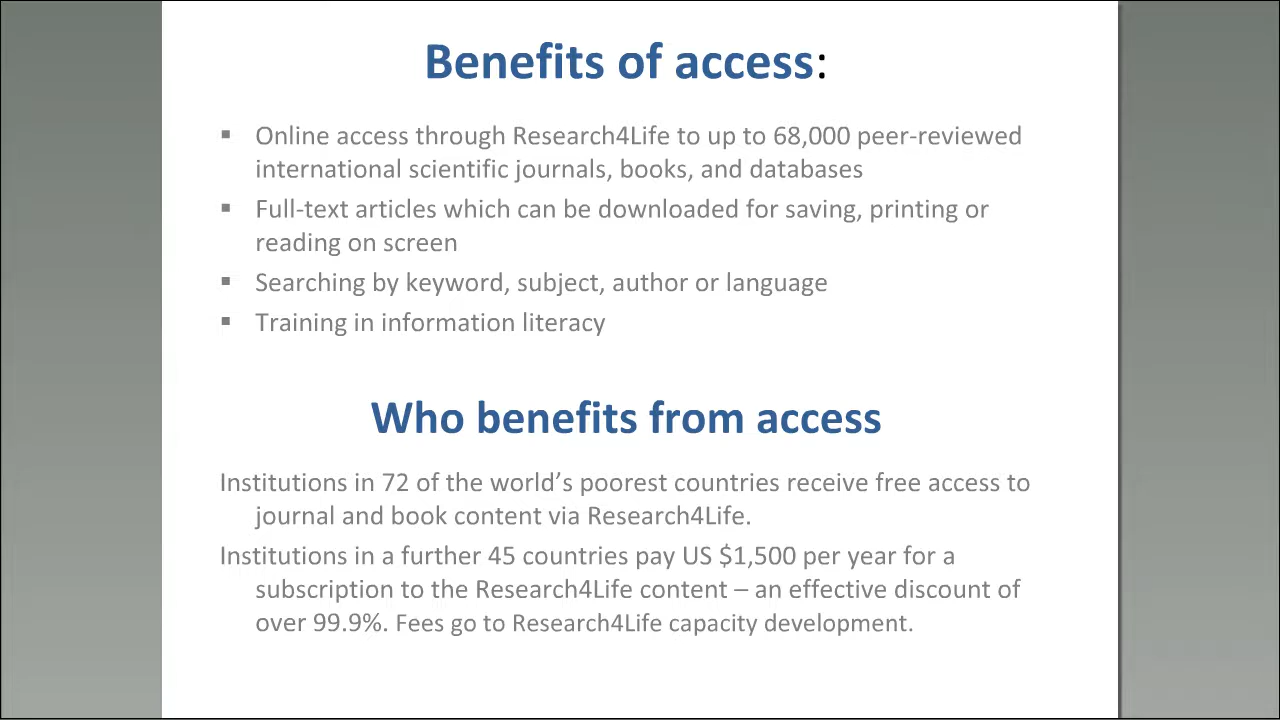 Benefits of access:
▪ Online access through Research4Life to up to 68,000 peer-reviewed
international scientific journals, books, and databases
▪ Full-text articles which can be downloaded for saving, printing or
reading on screen
▪ Searching by keyword, subject, author or language
▪ Training in information literacy
Who benefits from access
Institutions in 72 of the world’s poorest countries receive free access to
journal and book content via Research4Life.
Institutions in a further 45 countries pay US $1,500 per year for a
subscription to the Research4Life content – an effective discount of
over 99.9%. Fees go to Research4Life capacity development.